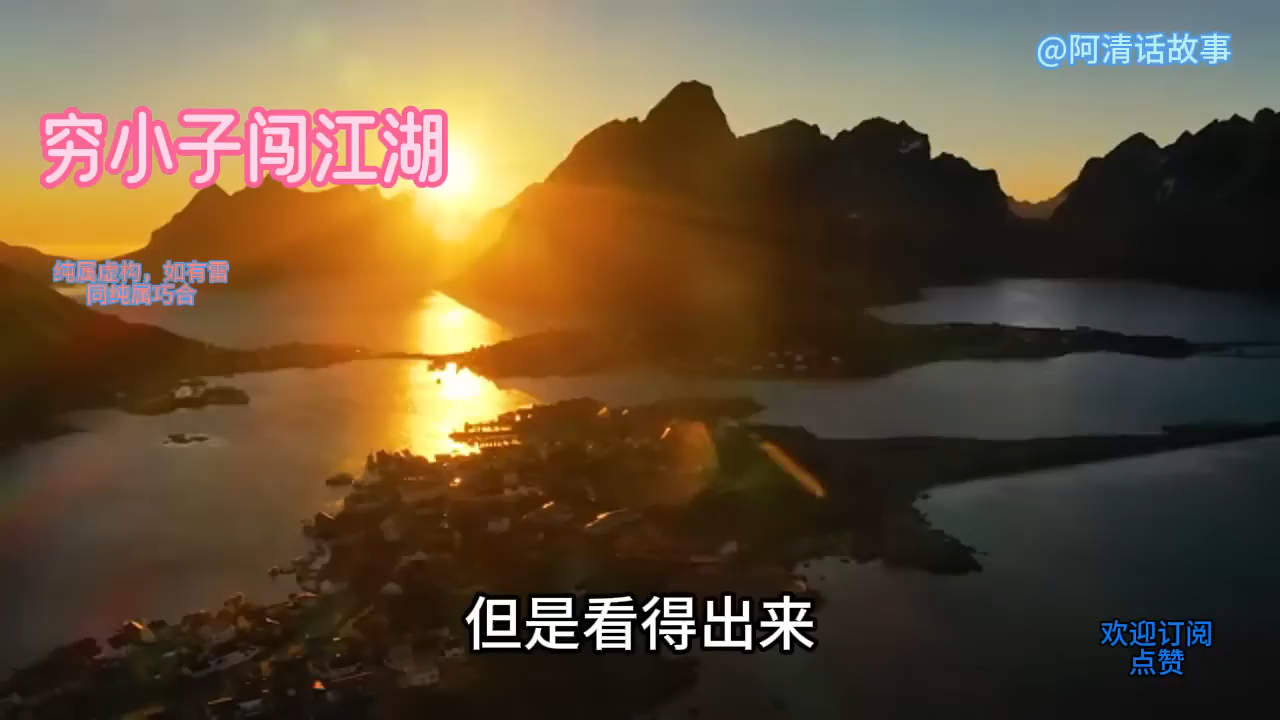 @阿清话故事
穷小子闯江湖
纯属虚构，如有雷
同纯属巧合
但是看得出来
欢迎订阅
点赞